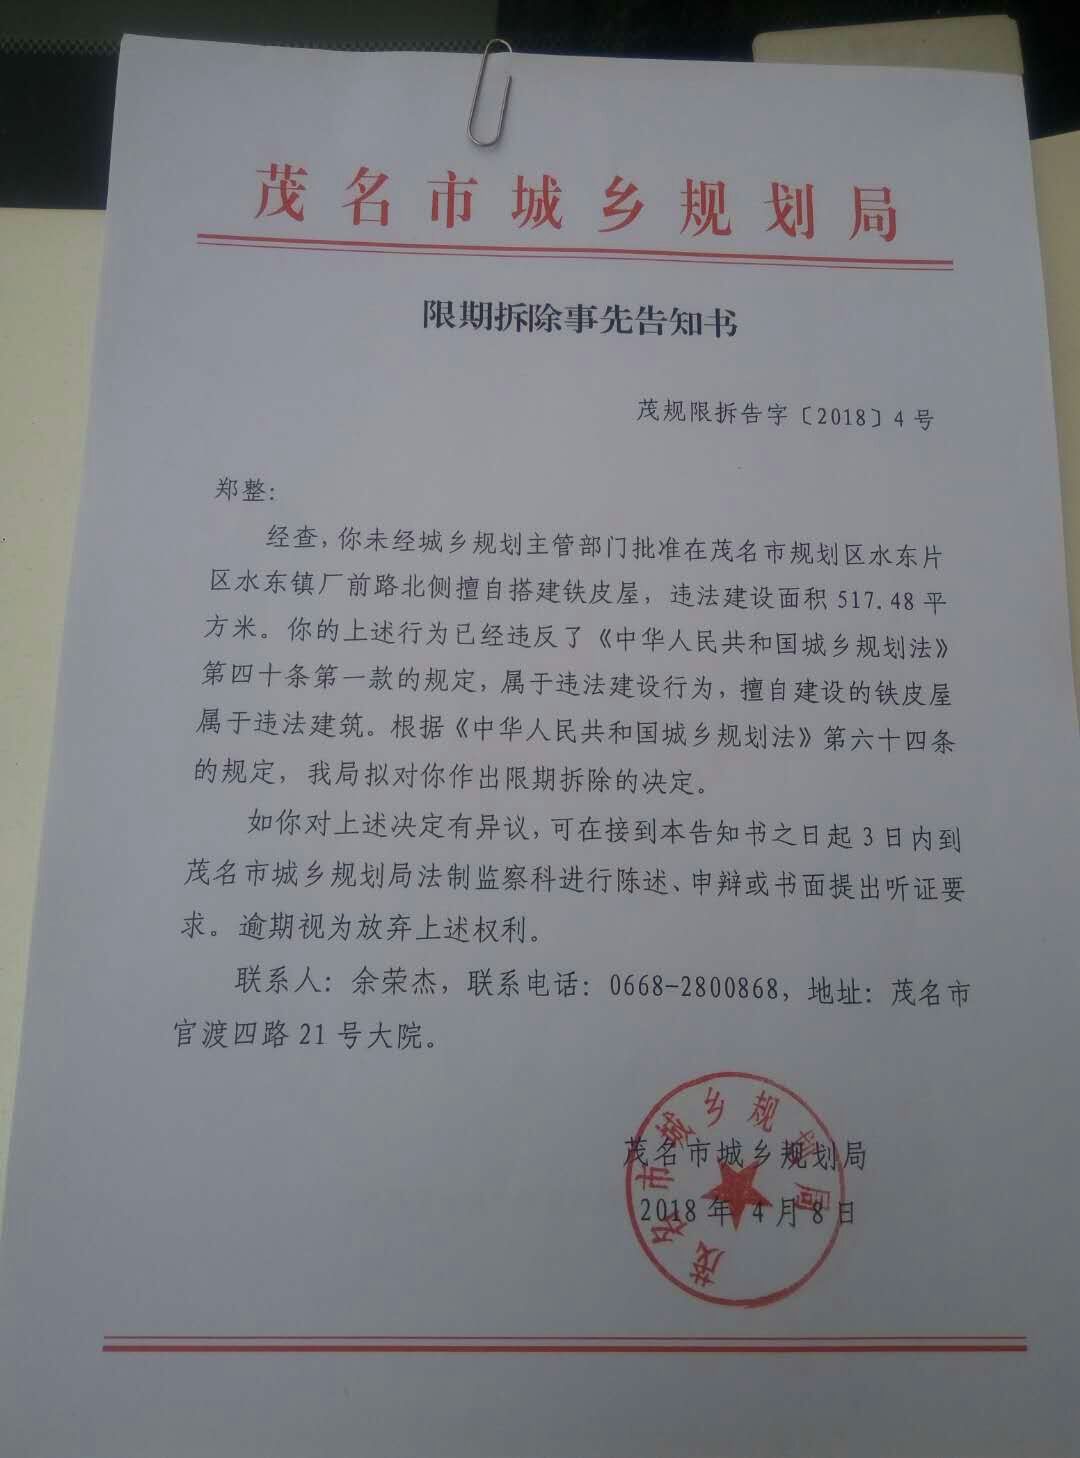 茂名市城乡规划局
限期拆除事先告知书
茂规限拆告字〔2018〕4号
郑整：
经查，你未经城乡规划主管部门批准在茂名市规划区水东片
区水东镇厂前路北侧擅自搭建铁皮屋，违法建设面积517.48平
方米。你的上述行为已经违反了《中华人民共和国城乡规划法》
第四十条第一款的规定，属于违法建设行为，擅自建设的铁皮屋
属于违法建筑。根据《中华人民共和国城乡规划法》第六十四条
的规定，我局拟对你作出限期拆除的决定。
如你对上述决定有异议，可在接到本告知书之日起3日内到
茂名市城乡规划局法制监察科进行陈述、申辩或书面提出听证要
求。逾期视为放弃上述权利。
联系人：余荣杰，联系电话：0668-2800868，地址：茂名市
官渡四路21号大院。
茂名市城乡规划局
2018年4月8日
茂名市城乡规划局